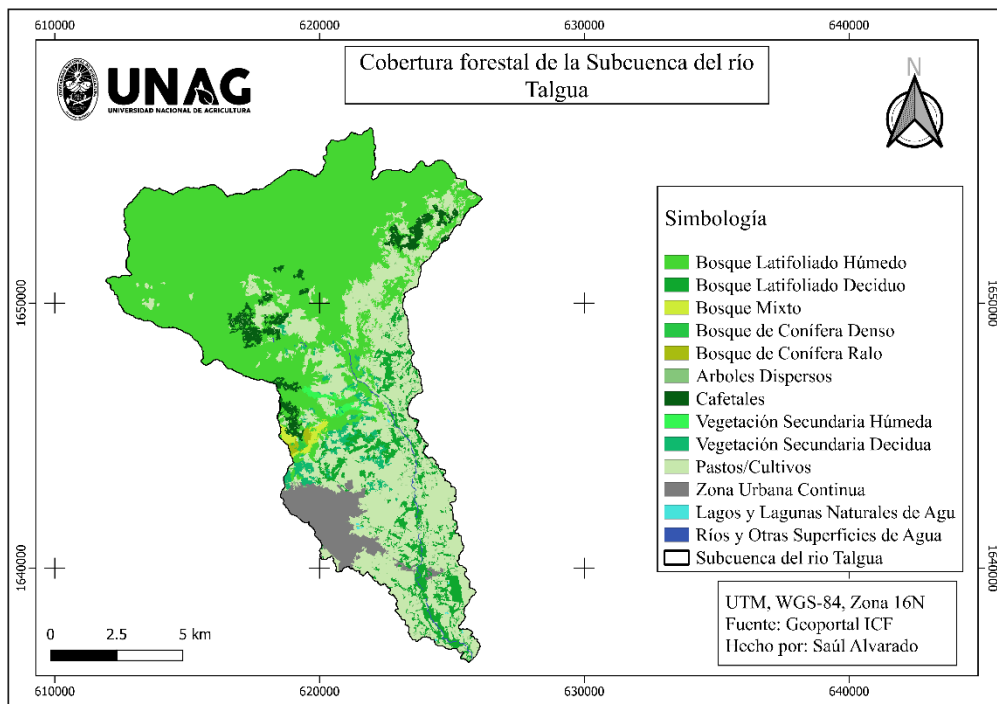 610000
620000
630000
640000
UNAG
UNIVERSIDAD NACIONAL DE AGRICULTURA
Cobertura forestal de la Subcuenca del río
Talgua
N
Simbología
Bosque Latifoliado Húmedo
Bosque Latifoliado Deciduo
Bosque Mixto
Bosque de Conífera Denso
Bosque de Conífera Ralo
Arboles Dispersos
Cafetales
Vegetación Secundaria Húmeda
Vegetación Secundaria Decidua
Pastos/Cultivos
Zona Urbana Continua
Lagos y Lagunas Naturales de Agu
Ríos y Otras Superficies de Agua
Subcuenca del rio Talgua
1650000
1650000
1640000
1640000
UTM, WGS-84, Zona 16N
Fuente: Geoportal ICF
Hecho por: Saúl Alvarado
0 2.5 5 km
610000
620000
630000
640000